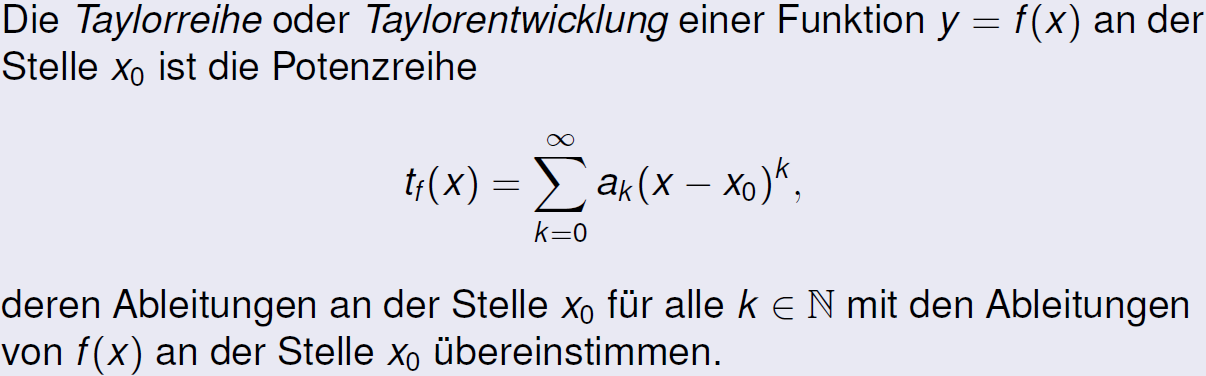 Die Taylorreihe oder Taylorentwicklung einer Funktion y = f(x) an der
Stelle x₀ ist die Potenzreihe
t_f(x) = ∑_{k=0}^{∞} a_k(x − x₀)^k,
deren Ableitungen an der Stelle x₀ für alle k ∈ ℕ mit den Ableitungen
von f(x) an der Stelle x₀ übereinstimmen.